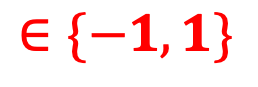 ∈ {−1, 1}